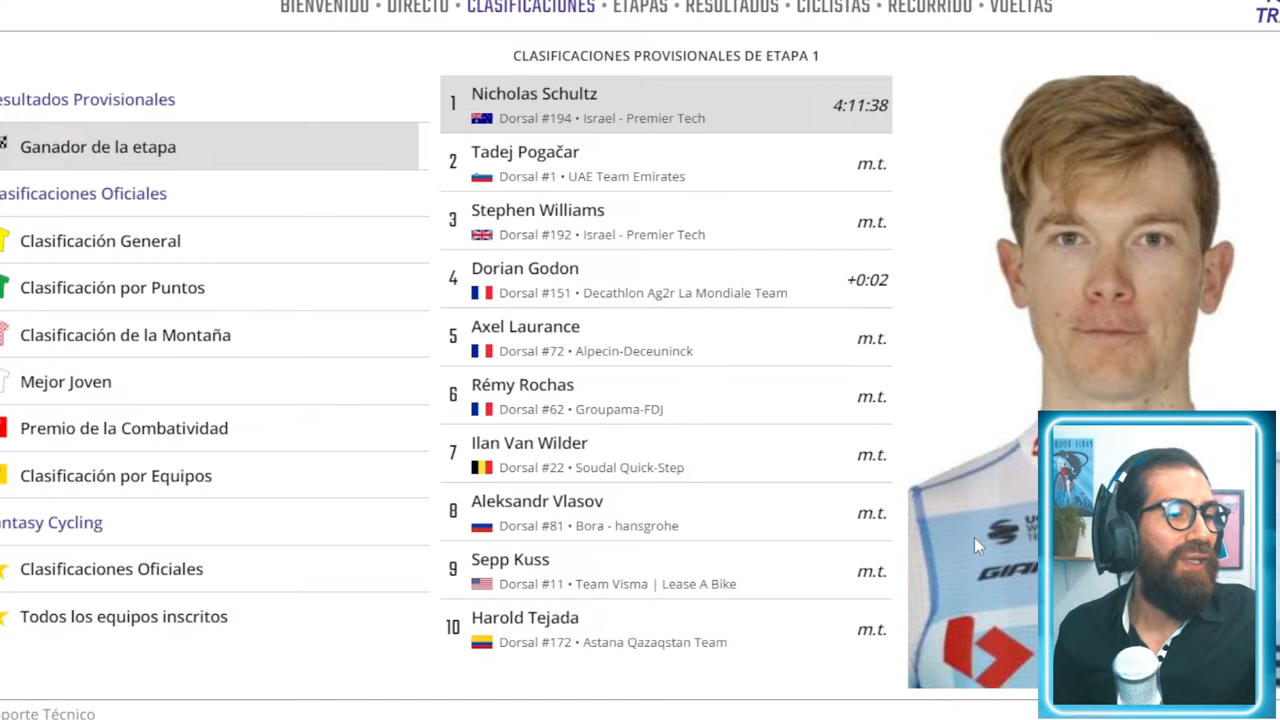 BIENVENIDO • DIRECTO • CLASIFICACIONES • ETAPAS • RESULTADOS • CICLISTAS • RECORRIDO • VUELTAS
CLASIFICACIONES PROVISIONALES DE ETAPA 1
esultados Provisionales
Ganador de la etapa
asificaciones Oficiales
Clasificación General
Clasificación por Puntos
Clasificación de la Montaña
Mejor Joven
Premio de la Combatividad
Clasificación por Equipos
antasy Cycling
Clasificaciones Oficiales
Todos los equipos inscritos
1 Nicholas Schultz 4:11:38
Dorsal #194 • Israel - Premier Tech
2 Tadej Pogačar m.t.
Dorsal #1 • UAE Team Emirates
3 Stephen Williams m.t.
Dorsal #192 • Israel - Premier Tech
4 Dorian Godon +0:02
Dorsal #151 • Decathlon Ag2r La Mondiale Team
5 Axel Laurance m.t.
Dorsal #72 • Alpecin-Deceuninck
6 Rémy Rochas m.t.
Dorsal #62 • Groupama-FDJ
7 Ilan Van Wilder m.t.
Dorsal #22 • Soudal Quick-Step
8 Aleksandr Vlasov m.t.
Dorsal #81 • Bora - hansgrohe
9 Sepp Kuss m.t.
Dorsal #11 • Team Visma | Lease A Bike
10 Harold Tejada m.t.
Dorsal #172 • Astana Qazaqstan Team
oporte Técnico